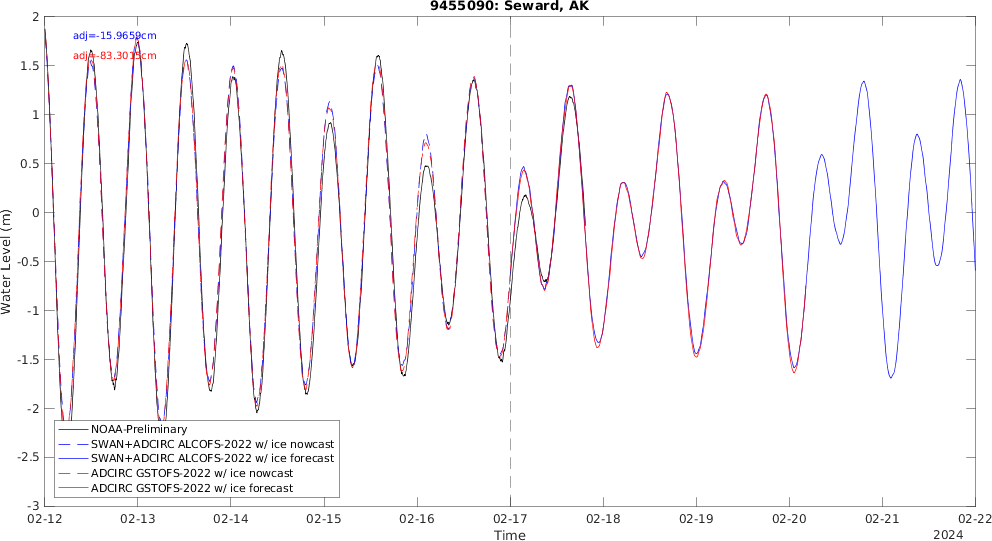 9455090: Seward, AK
adj=-15.9659cm
adj=-83.3015cm
2
1.5
1
0.5
0
-0.5
-1
-1.5
-2
-2.5
-3
Water Level (m)
NOAA-Preliminary
SWAN+ADCIRC ALCOFS-2022 w/ ice nowcast
SWAN+ADCIRC ALCOFS-2022 w/ ice forecast
ADCIRC GSTOFS-2022 w/ ice nowcast
ADCIRC GSTOFS-2022 w/ ice forecast
02-12 02-13 02-14 02-15 02-16 02-17 02-18 02-19 02-20 02-21 02-22
Time
2024